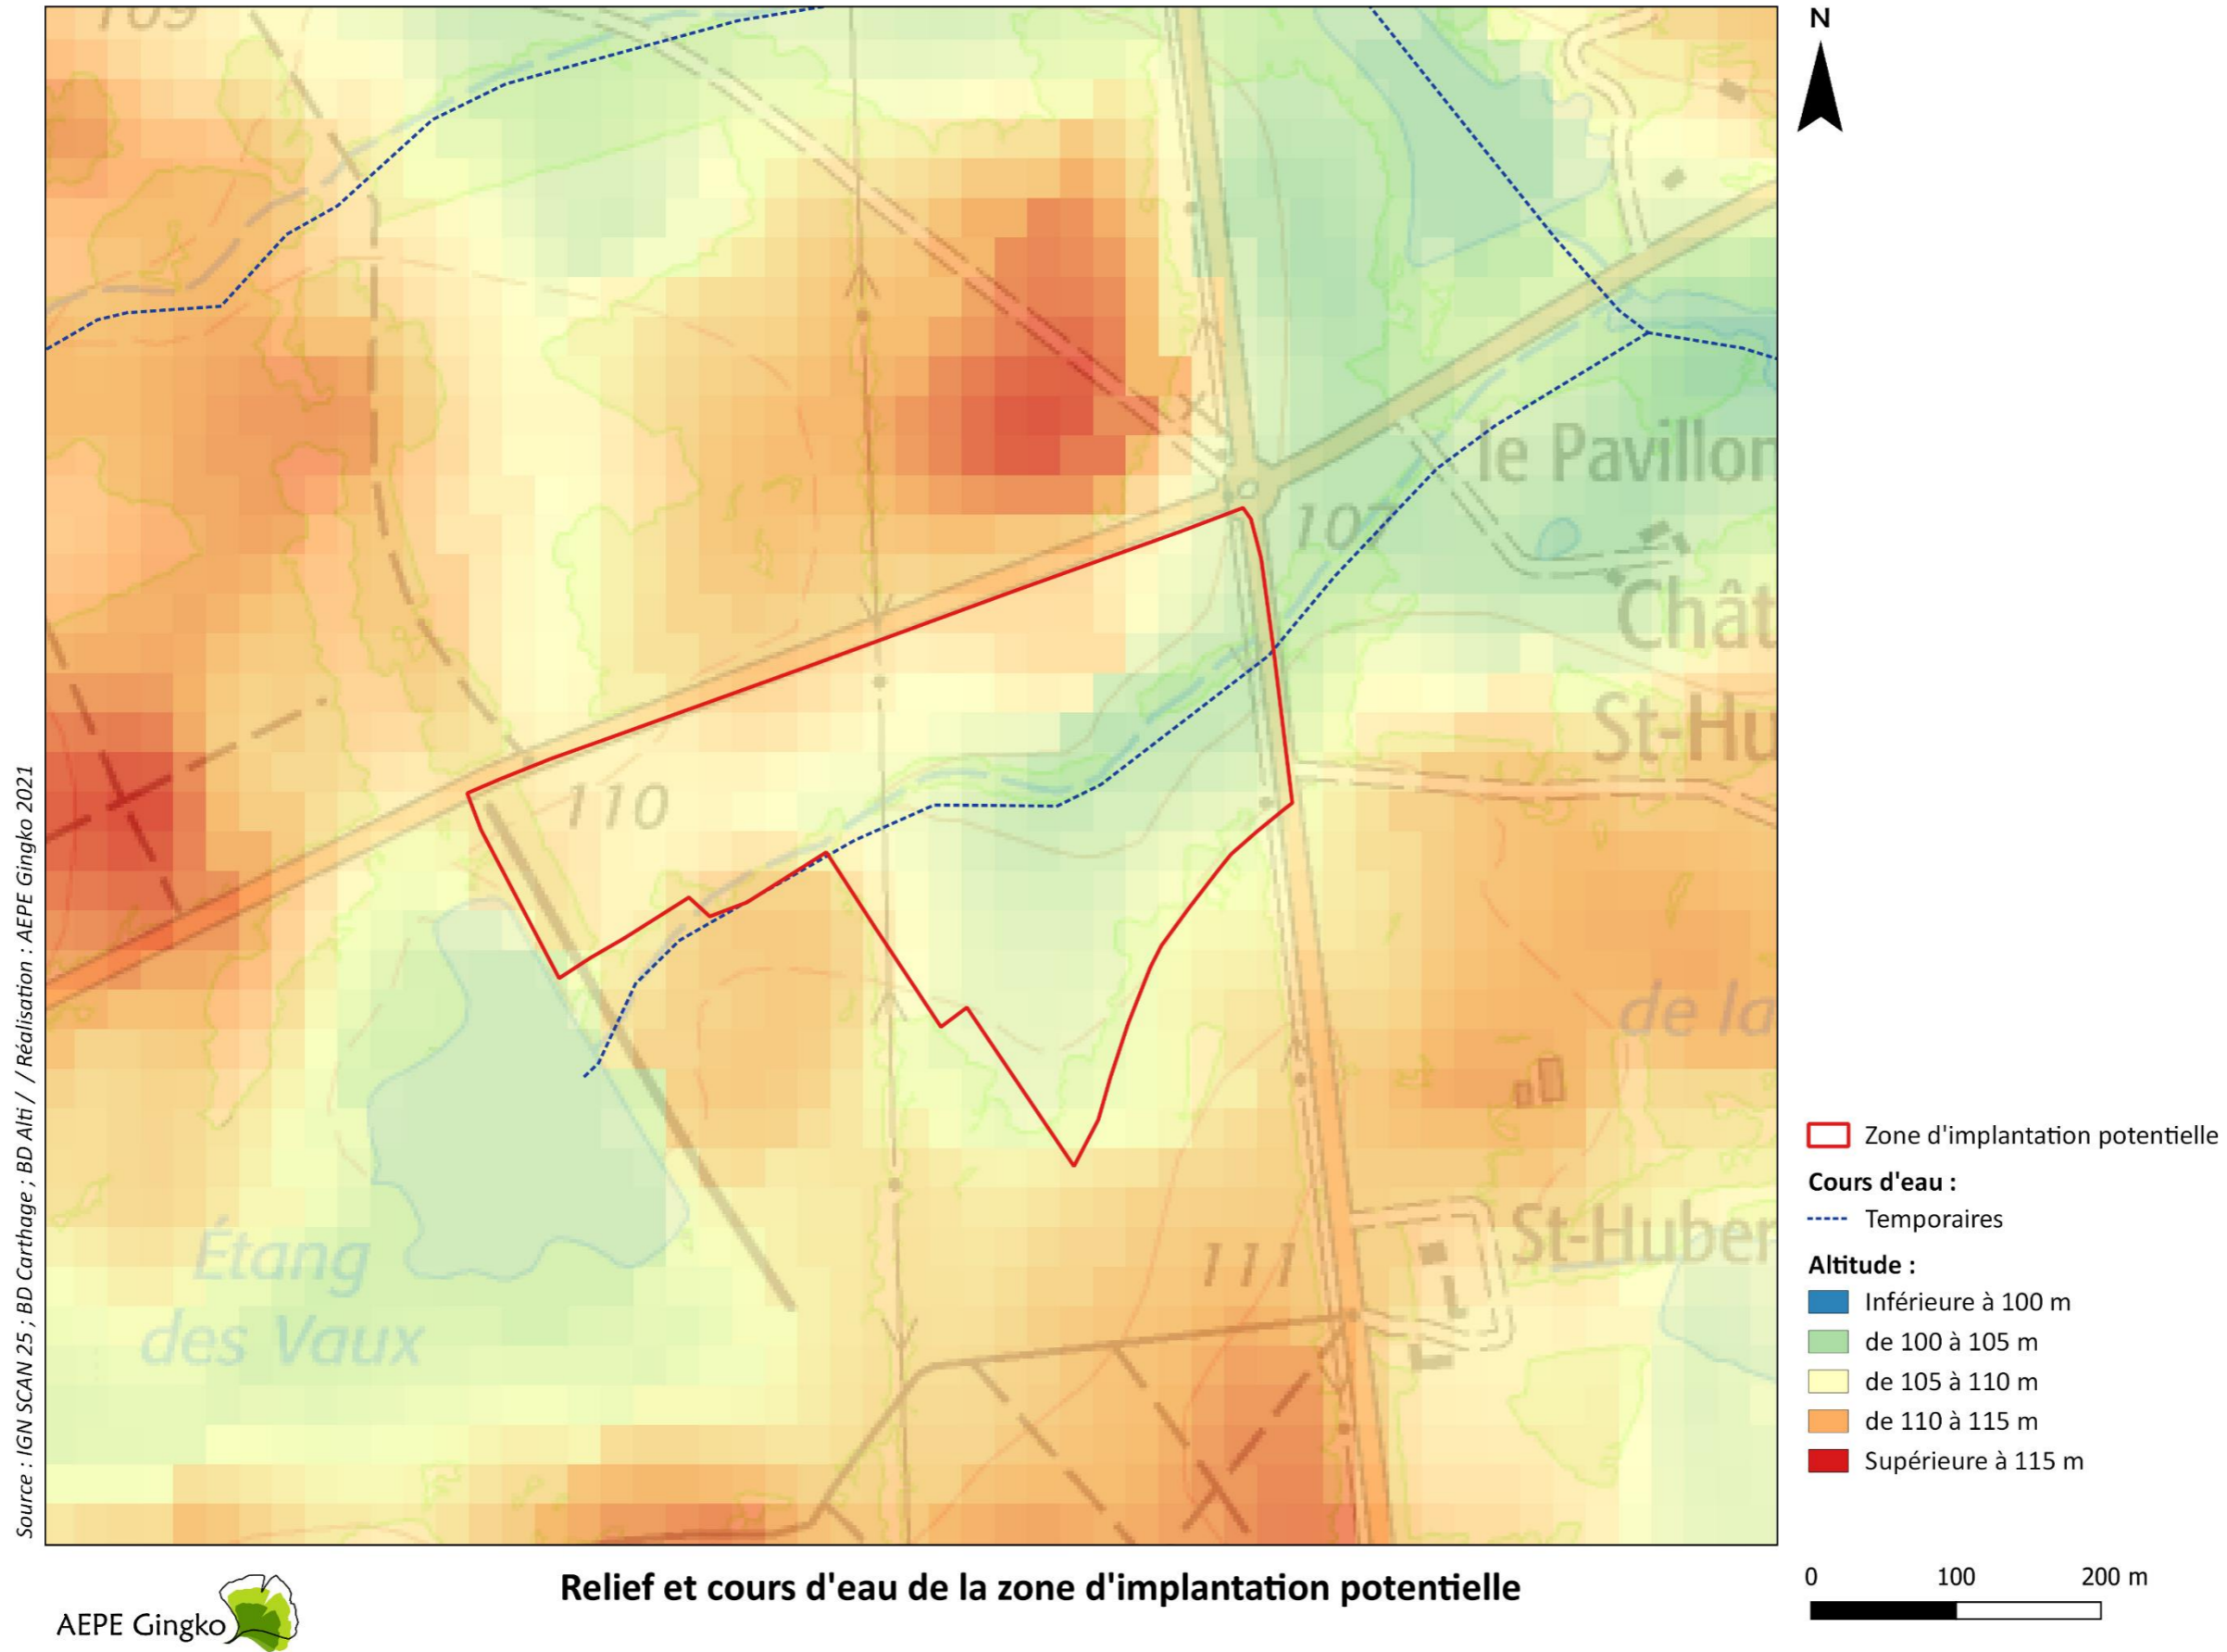 109
N
le Pavillon
107
Chât
St-Hu
110
de la
St-Huber
111
Étang
des Vaux
Source : IGN SCAN 25 ; BD Carthage ; BD Alti / / Réalisation : AEPE Gingko 2021
Zone d'implantation potentielle
Cours d'eau :
Temporaires
Altitude :
Inférieure à 100 m
de 100 à 105 m
de 105 à 110 m
de 110 à 115 m
Supérieure à 115 m
0 100 200 m
Relief et cours d'eau de la zone d'implantation potentielle
AEPE Gingko